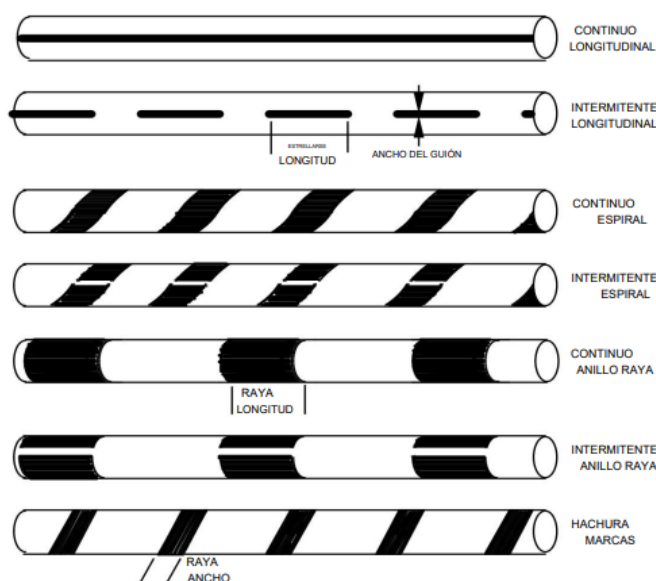 CONTINUO
LONGITUDINAL
INTERMITENTE
LONGITUDINAL
ESTRELLARSE
LONGITUD
ANCHO DEL GUIÓN
CONTINUO
ESPIRAL
INTERMITENTE
ESPIRAL
CONTINUO
ANILLO RAYA
RAYA
LONGITUD
INTERMITENTE
ANILLO RAYA
HACHURA
MARCAS
RAYA
ANCHO